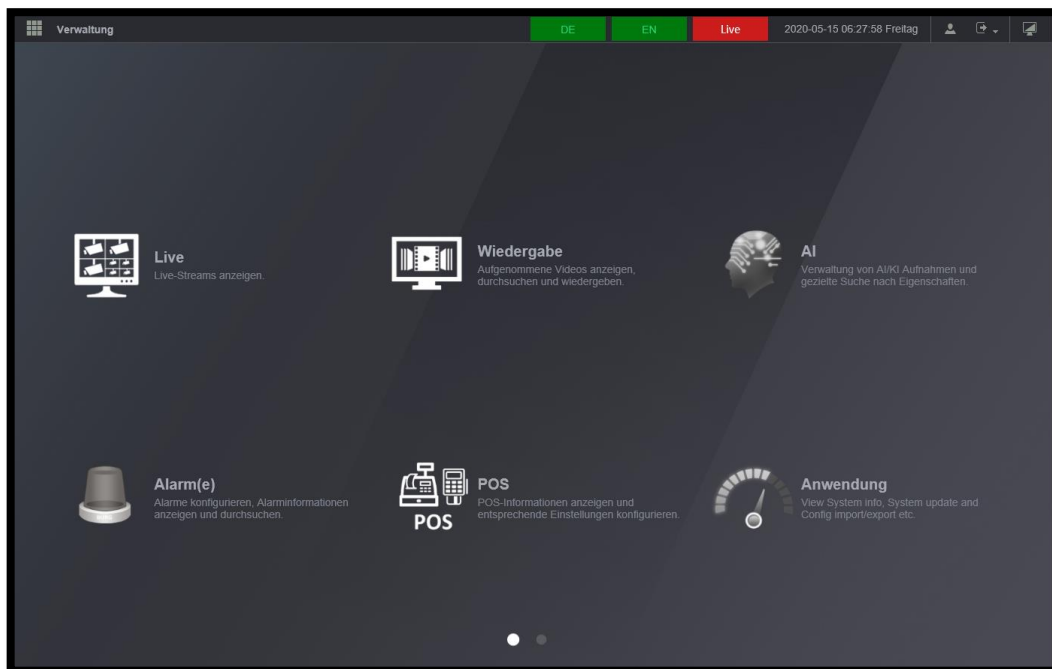 Verwaltung
DE
EN
Live
2020-05-15 06:27:58 Freitag
Live
Live-Streams anzeigen.
Wiedergabe
Aufgenommene Videos anzeigen,
durchsuchen und wiedergeben.
AI
Verwaltung von AI/KI Aufnahmen und
gezielte Suche nach Eigenschaften.
Alarm(e)
Alarme konfigurieren, Alarminformationen
anzeigen und durchsuchen.
POS
POS
POS-Informationen anzeigen und
entsprechende Einstellungen konfigurieren.
Anwendung
View System info, System update and
Config import/export etc.